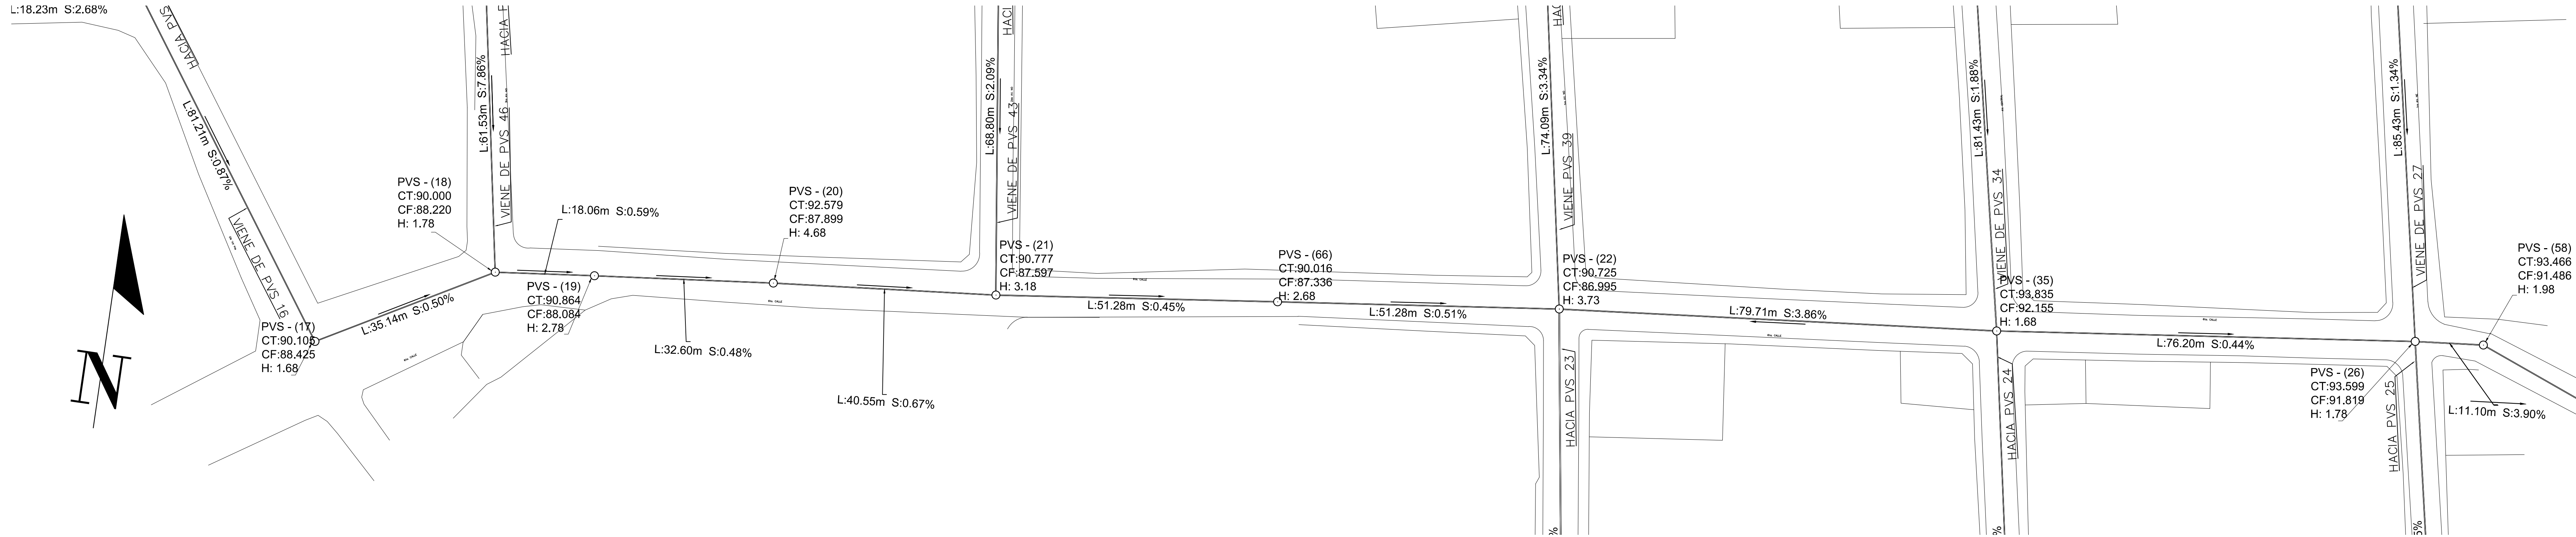 L:18.23m S:2.68%
HACIA PVS
L:81.21m S:0.87%
VIENE DE PVS 16
PVS - (17)
CT:90.105
CF:88.425
H: 1.68
L:35.14m S:0.50%
N
PVS - (18)
CT:90.000
CF:88.220
H: 1.78
L:61.53m S:7.86%
VIENE DE PVS 46
L:18.06m S:0.59%
PVS - (19)
CT:90.864
CF:88.084
H: 2.78
L:32.60m S:0.48%
PVS - (20)
CT:92.579
CF:87.899
H: 4.68
L:40.55m S:0.67%
L:68.80m S:2.09%
VIENE DE PVS 43
PVS - (21)
CT:90.777
CF:87.597
H: 3.18
L:51.28m S:0.45%
PVS - (66)
CT:90.016
CF:87.336
H: 2.68
L:51.28m S:0.51%
L:74.09m S:3.34%
VIENE PVS 39
PVS - (22)
CT:90.725
CF:86.995
H: 3.73
HACIA PVS 23
L:79.71m S:3.86%
L:81.43m S:1.88%
VIENE DE PVS 34
PVS - (35)
CT:93.835
CF:92.155
H: 1.68
HACIA PVS 24
L:76.20m S:0.44%
L:85.43m S:1.34%
VIENE DE PVS 27
PVS - (26)
CT:93.599
CF:91.819
H: 1.78
HACIA PVS 25
L:11.10m S:3.90%
PVS - (58)
CT:93.466
CF:91.486
H: 1.98